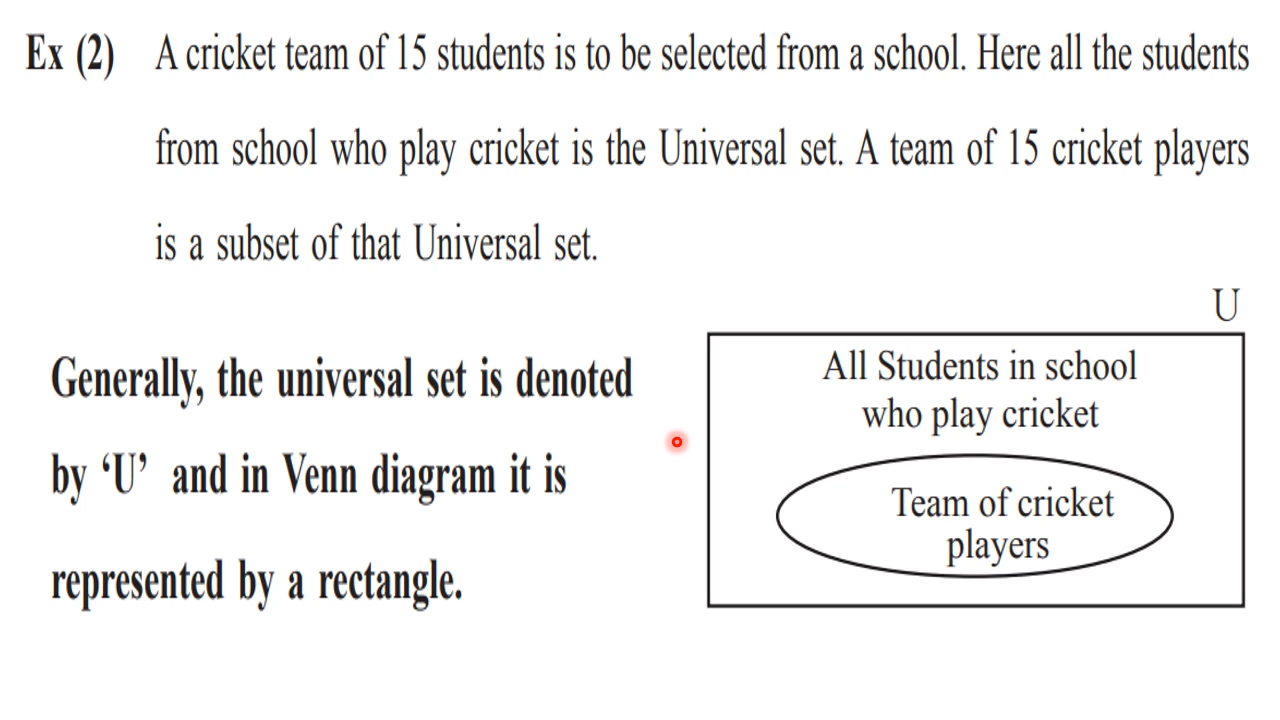 Ex (2) A cricket team of 15 students is to be selected from a school. Here all the students
from school who play cricket is the Universal set. A team of 15 cricket players
is a subset of that Universal set.
Generally, the universal set is denoted
by ‘U’ and in Venn diagram it is
represented by a rectangle.
U
All Students in school
who play cricket
Team of cricket
players